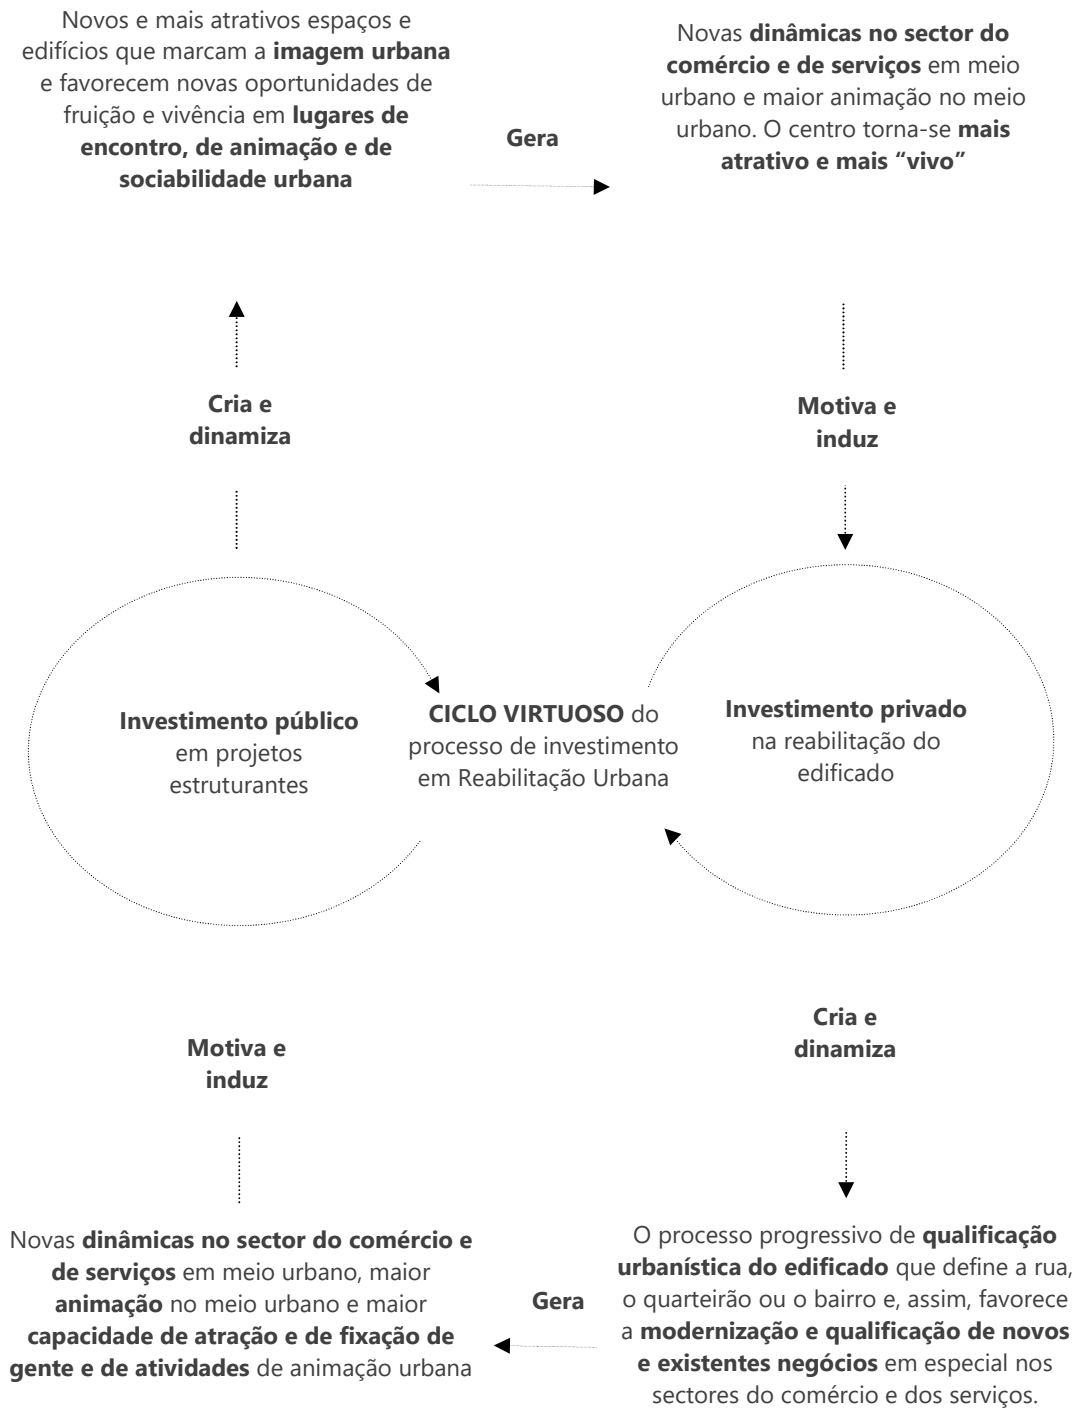 Novos e mais atrativos espaços e
edifícios que marcam a imagem urbana
e favorecem novas oportunidades de
fruição e vivência em lugares de
encontro, de animação e de
sociabilidade urbana
Gera
Novas dinâmicas no sector do
comércio e de serviços em meio
urbano e maior animação no meio
urbano. O centro torna-se mais
atrativo e mais “vivo”
Cria e
dinamiza
Motiva e
induz
Investimento público
em projetos
estruturantes
CICLO VIRTUOSO do
processo de investimento
em Reabilitação Urbana
Investimento privado
na reabilitação do
edificado
Motiva e
induz
Cria e
dinamiza
Novas dinâmicas no sector do comércio e
de serviços em meio urbano, maior
animação no meio urbano e maior
capacidade de atração e de fixação de
gente e de atividades de animação urbana
Gera
O processo progressivo de qualificação
urbanística do edificado que define a rua,
o quarteirão ou o bairro e, assim, favorece
a modernização e qualificação de novos
e existentes negócios em especial nos
sectores do comércio e dos serviços.